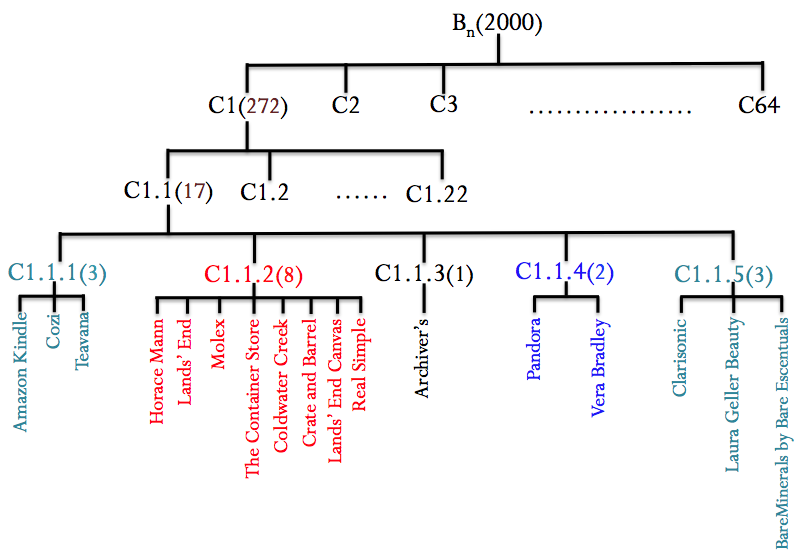 Bn(2000)
C1(272)
C2
C3
..................
C64
C1.1(17)
C1.2
......
C1.22
C1.1.1(3)
C1.1.2(8)
C1.1.3(1)
C1.1.4(2)
C1.1.5(3)
Amazon Kindle
Cozi
Teavana
Horace Mann
Lands' End
Molex
The Container Store
Coldwater Creek
Crate and Barrel
Lands' End Canvas
Real Simple
Archiver's
Pandora
Vera Bradley
Clarisonic
Laura Geller Beauty
BareMinerals by Bare Escentuals